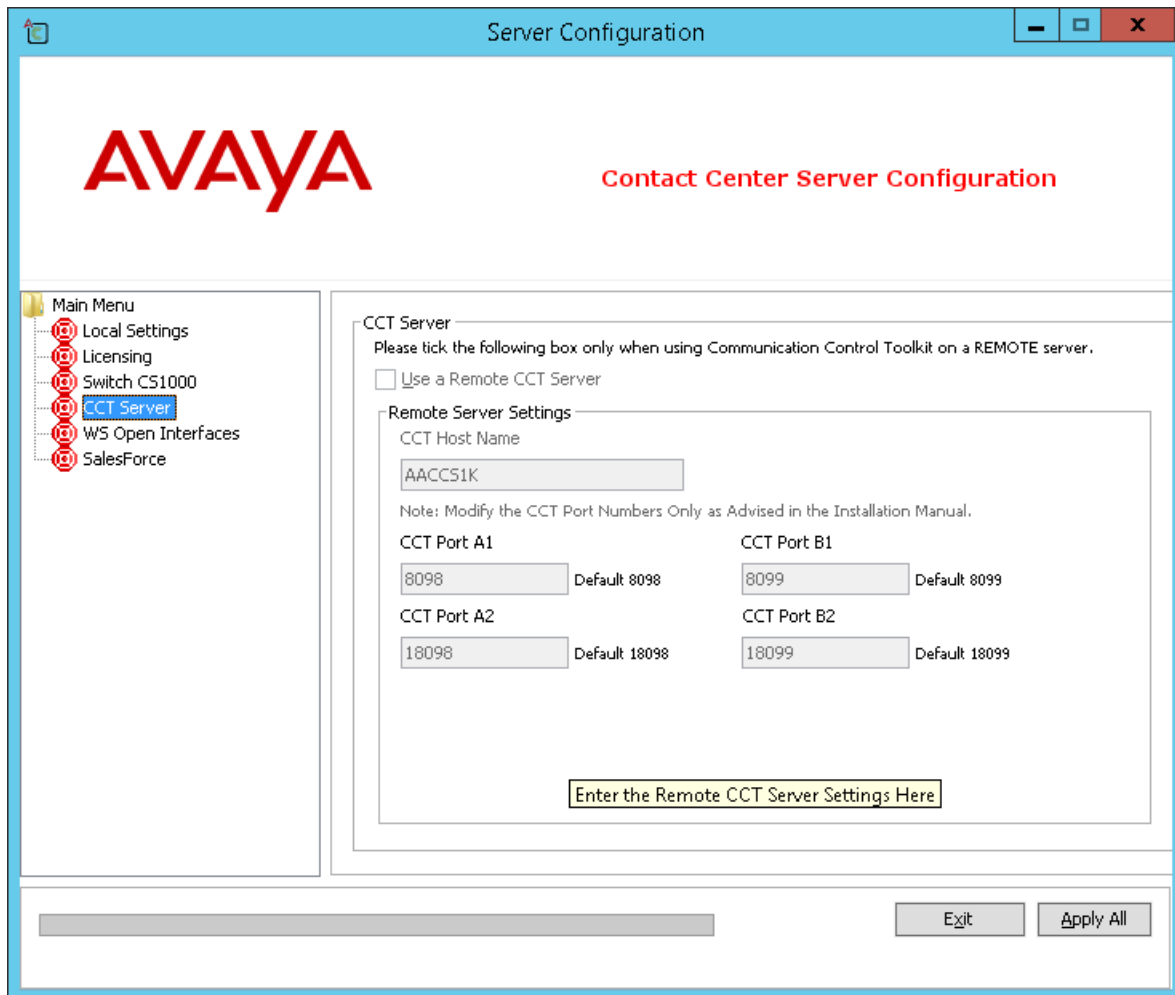 Server Configuration
AVAYA
Contact Center Server Configuration
Main Menu
Local Settings
Licensing
Switch CS1000
CCT Server
WS Open Interfaces
SalesForce
CCT Server
Please tick the following box only when using Communication Control Toolkit on a REMOTE server.
Use a Remote CCT Server
Remote Server Settings
CCT Host Name
AACCS1K
Note: Modify the CCT Port Numbers Only as Advised in the Installation Manual.
CCT Port A1 CCT Port B1
8098 Default 8098 8099 Default 8099
CCT Port A2 CCT Port B2
18098 Default 18098 18099 Default 18099
Enter the Remote CCT Server Settings Here
Exit Apply All